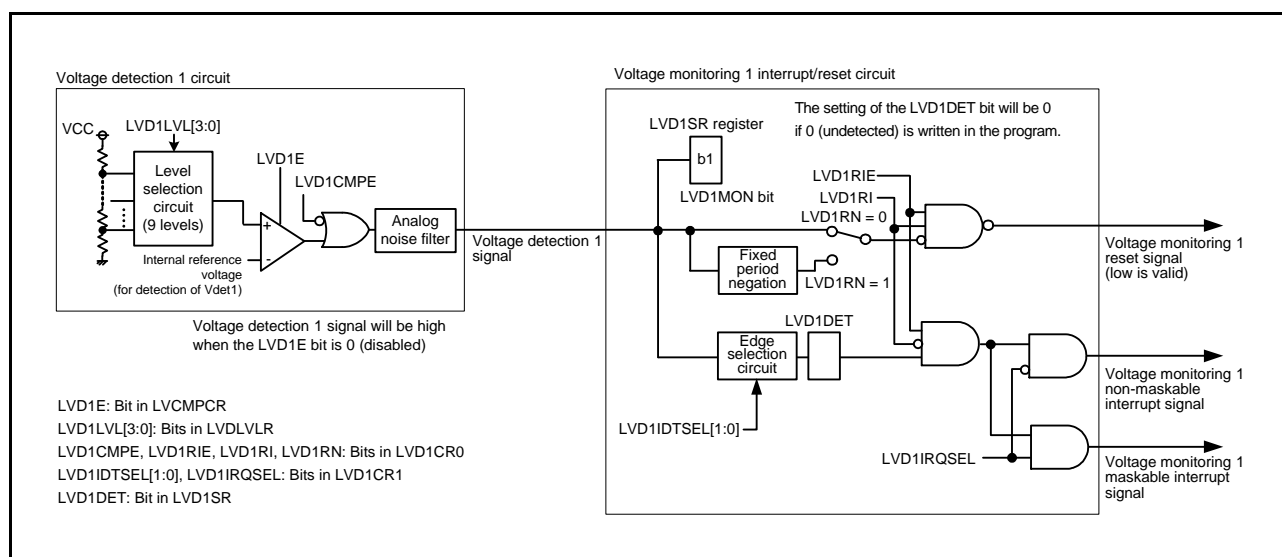 Voltage detection 1 circuit
VCC
LVD1LVL[3:0]
Level
selection
circuit
(9 levels)
LVD1E
LVD1CMPE
+
-
Analog
noise filter
Internal reference
voltage
(for detection of Vdet1)
Voltage detection 1
signal
Voltage detection 1 signal will be high
when the LVD1E bit is 0 (disabled)
Voltage monitoring 1 interrupt/reset circuit
The setting of the LVD1DET bit will be 0
if 0 (undetected) is written in the program.
LVD1SR register
b1
LVD1MON bit
LVD1RIE
LVD1RI
LVD1RN = 0
Fixed
period
negation
LVD1RN = 1
Voltage monitoring 1
reset signal
(low is valid)
LVD1DET
Edge
selection
circuit
LVD1IDTSEL[1:0]
Voltage monitoring 1
non-maskable
interrupt signal
LVD1IRQSEL
Voltage monitoring 1
maskable interrupt
signal
LVD1E: Bit in LVCMPCR
LVD1LVL[3:0]: Bits in LVDLVLR
LVD1CMPE, LVD1RIE, LVD1RI, LVD1RN: Bits in LVD1CR0
LVD1IDTSEL[1:0], LVD1IRQSEL: Bits in LVD1CR1
LVD1DET: Bit in LVD1SR